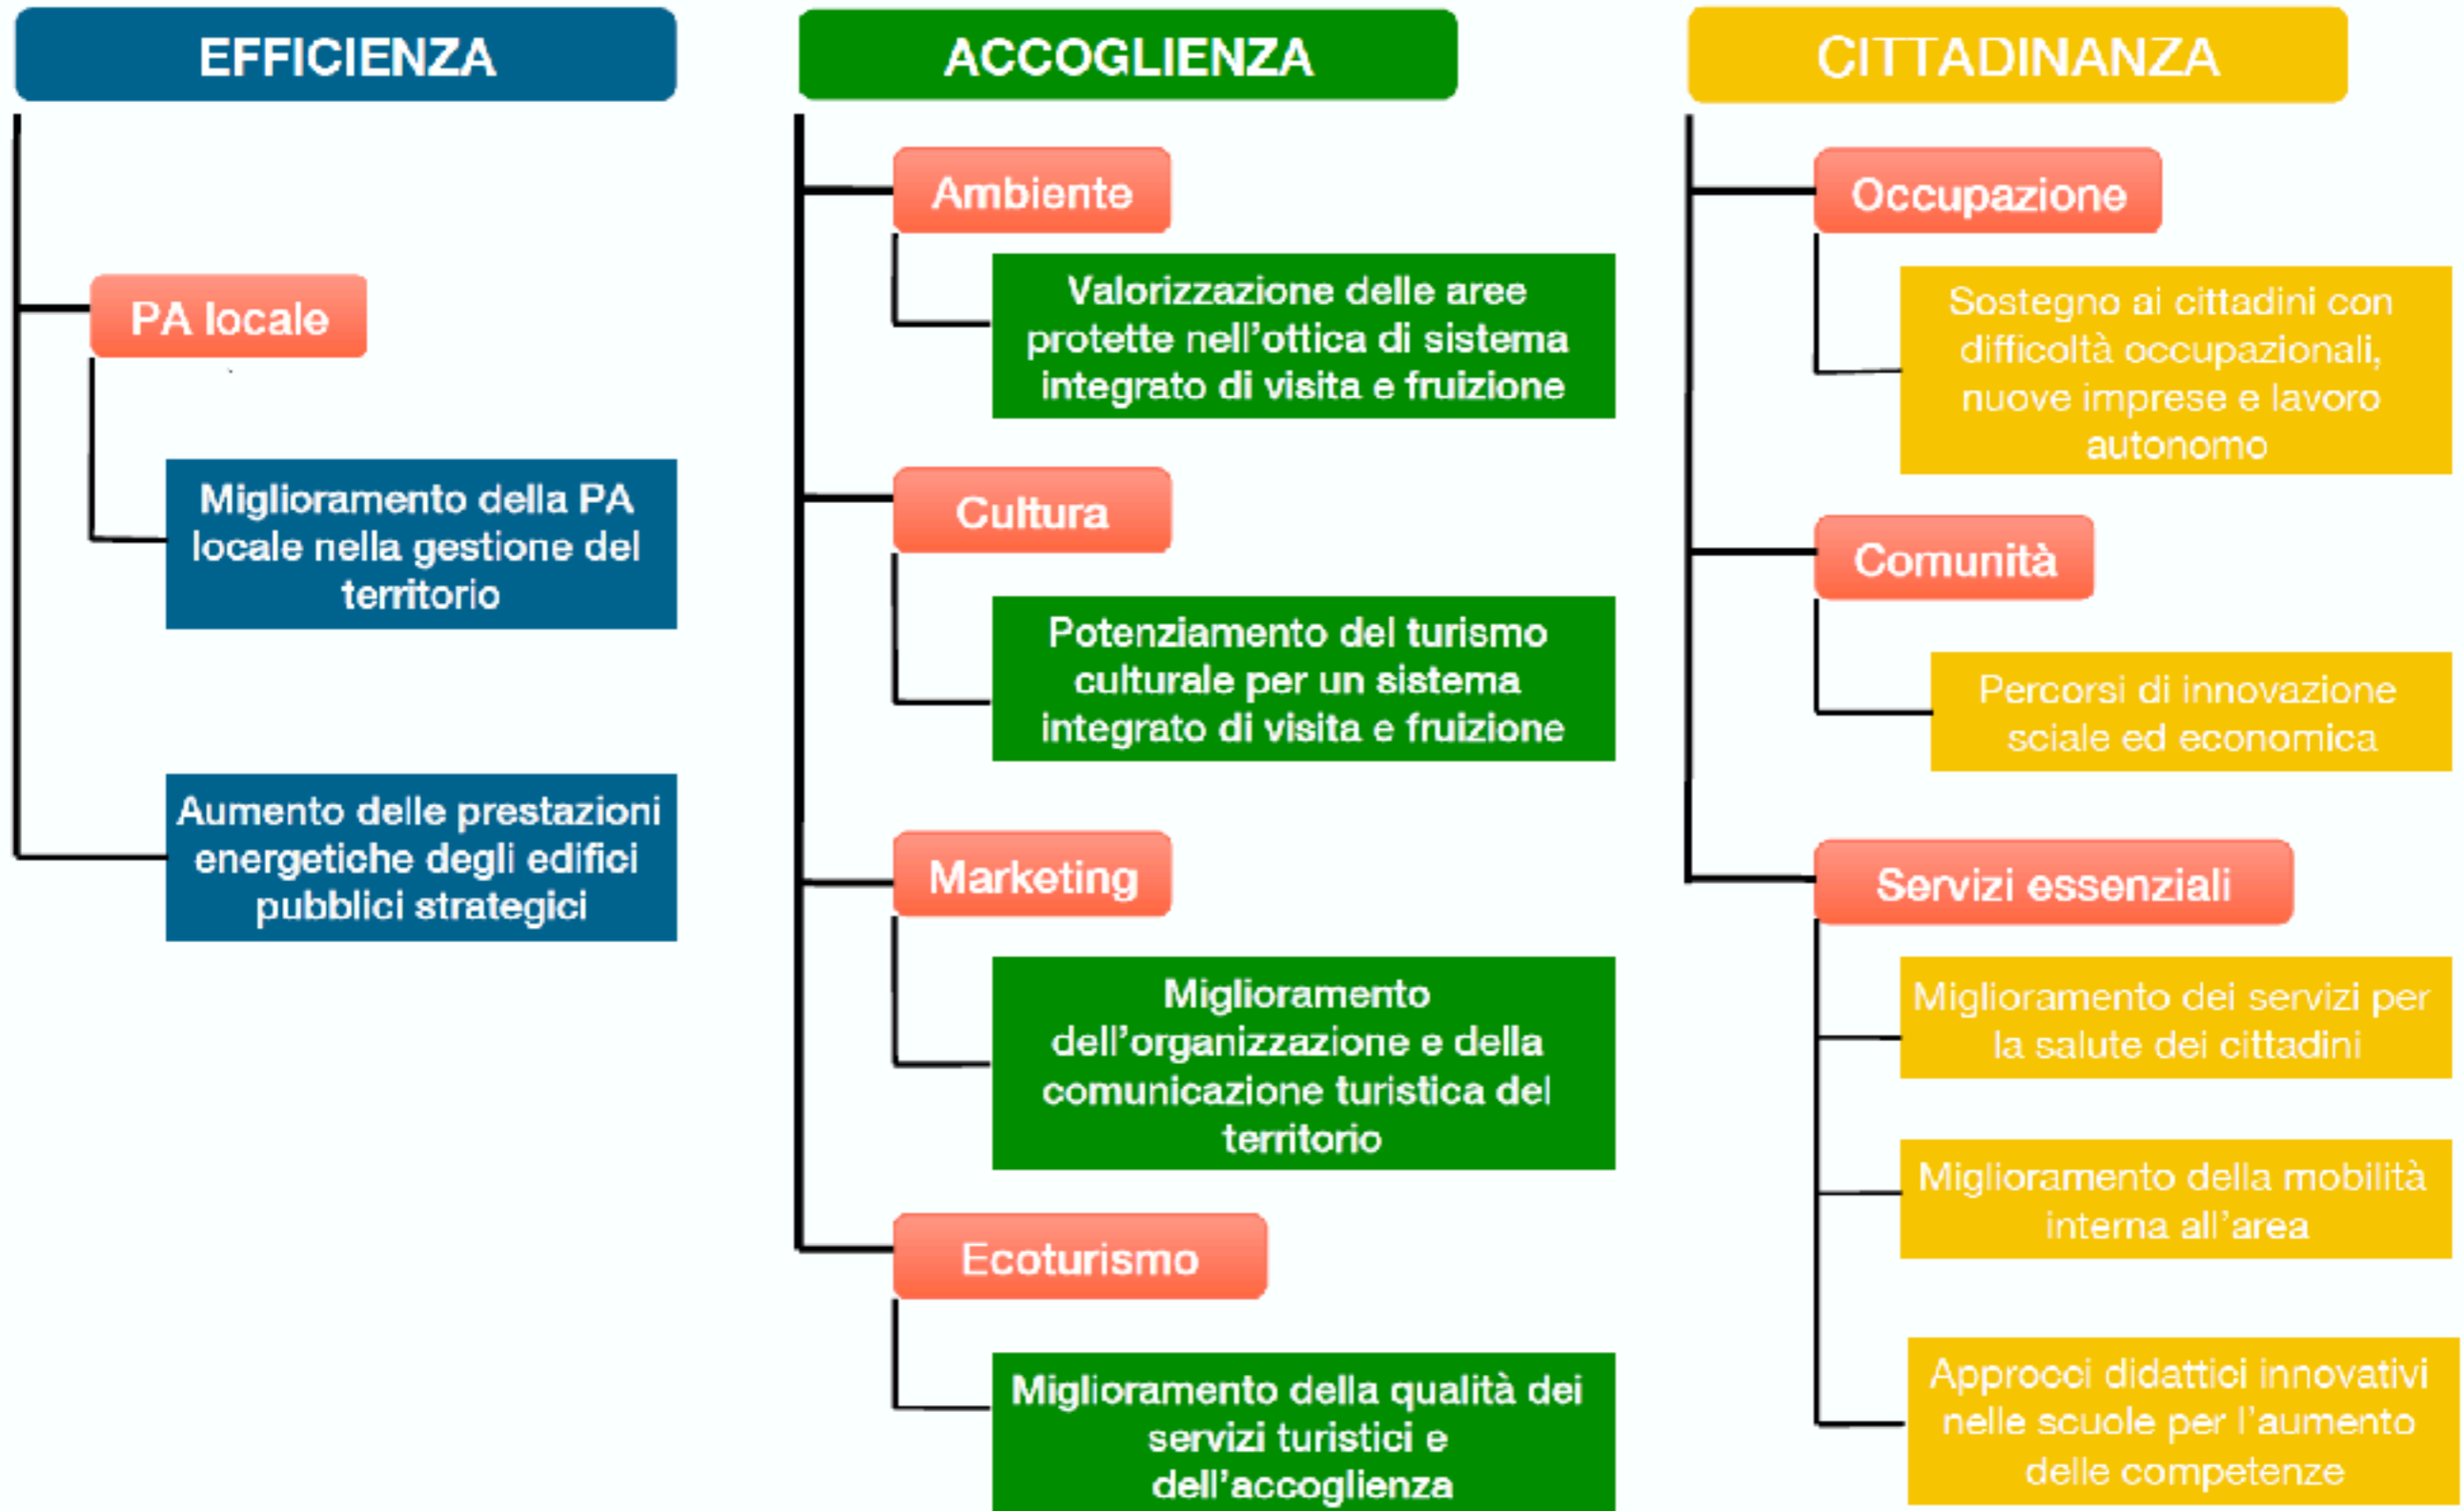 EFFICIENZA
PA locale
Miglioramento della PA
locale nella gestione del
territorio
Aumento delle prestazioni
energetiche degli edifici
pubblici strategici
ACCOGLIENZA
Ambiente
Valorizzazione delle aree
protette nell'ottica di sistema
integrato di visita e fruizione
Cultura
Potenziamento del turismo
culturale per un sistema
integrato di visita e fruizione
Marketing
Miglioramento
dell'organizzazione e della
comunicazione turistica del
territorio
Ecoturismo
Miglioramento della qualità dei
servizi turistici e
dell'accoglienza
CITTADINANZA
Occupazione
Sostegno ai cittadini con
difficoltà occupazionali,
nuove imprese e lavoro
autonomo
Comunità
Percorsi di innovazione
sciale ed economica
Servizi essenziali
Miglioramento dei servizi per
la salute dei cittadini
Miglioramento della mobilità
interna all'area
Approcci didattici innovativi
nelle scuole per l'aumento
delle competenze